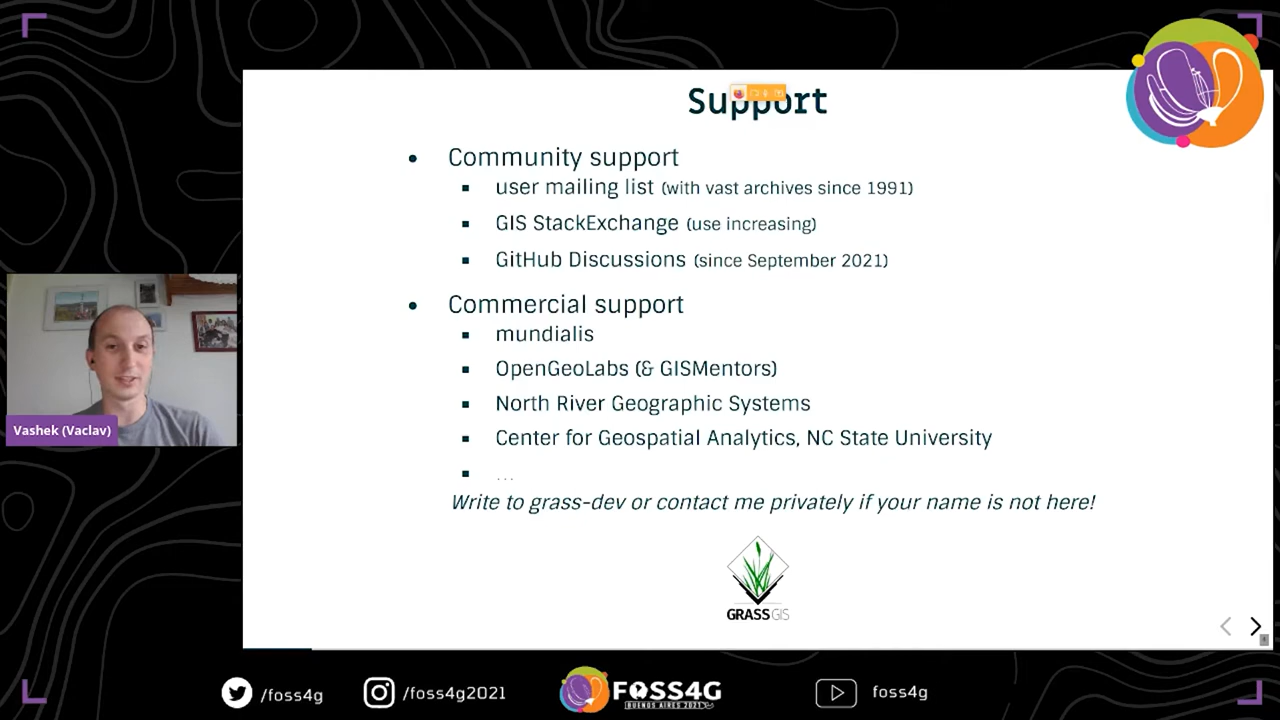 Support
Community support
user mailing list (with vast archives since 1991)
GIS StackExchange (use increasing)
GitHub Discussions (since September 2021)
Commercial support
mundialis
OpenGeoLabs (& GISMentors)
North River Geographic Systems
Center for Geospatial Analytics, NC State University
...
Write to grass-dev or contact me privately if your name is not here!
GRASS GIS
Vashek (Vaclav)
/foss4g
/foss4g2021
FOSS4G
BUENOS AIRES 2021
foss4g